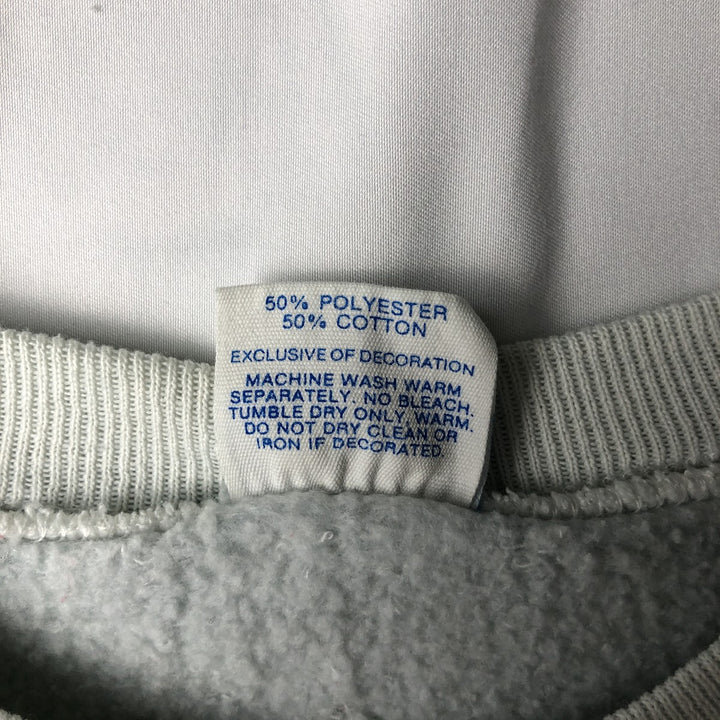 50% POLYESTER
50% COTTON
EXCLUSIVE OF DECORATION
MACHINE WASH WARM
SEPARATELY. NO BLEACH.
TUMBLE DRY ONLY, WARM.
DO NOT DRY CLEAN OR
IRON IF DECORATED.